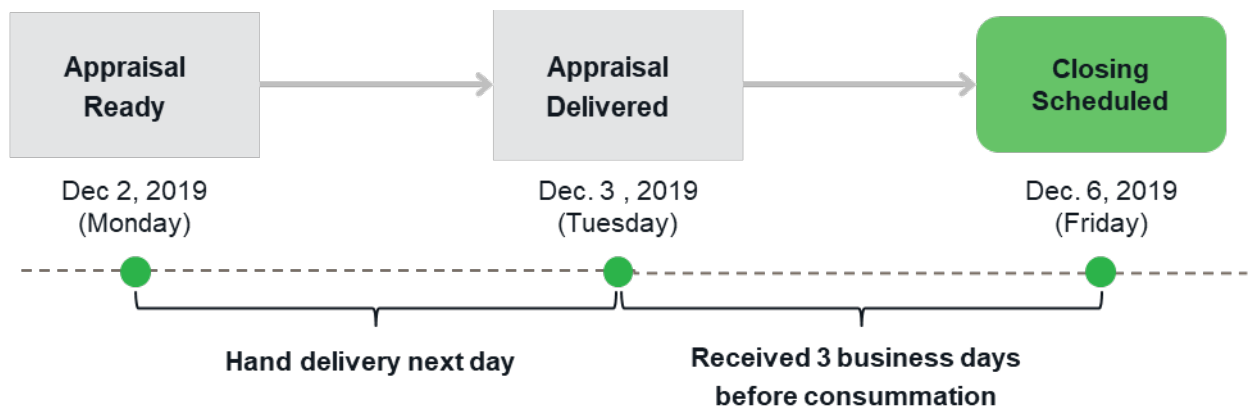 Appraisal
Ready
Appraisal
Delivered
Closing
Scheduled
Dec 2, 2019
(Monday)
Dec. 3 , 2019
(Tuesday)
Dec. 6, 2019
(Friday)
Hand delivery next day
Received 3 business days
before consummation